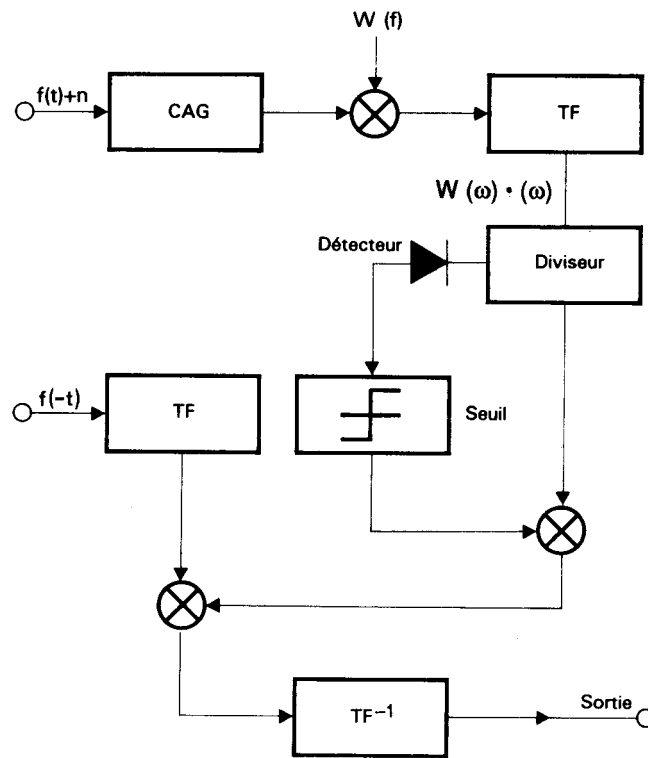 W (f)
f(t)+n
CAG
TF
W (ω) · (ω)
Détecteur
Diviseur
f(-t)
TF
Seuil
Sortie
TF⁻¹